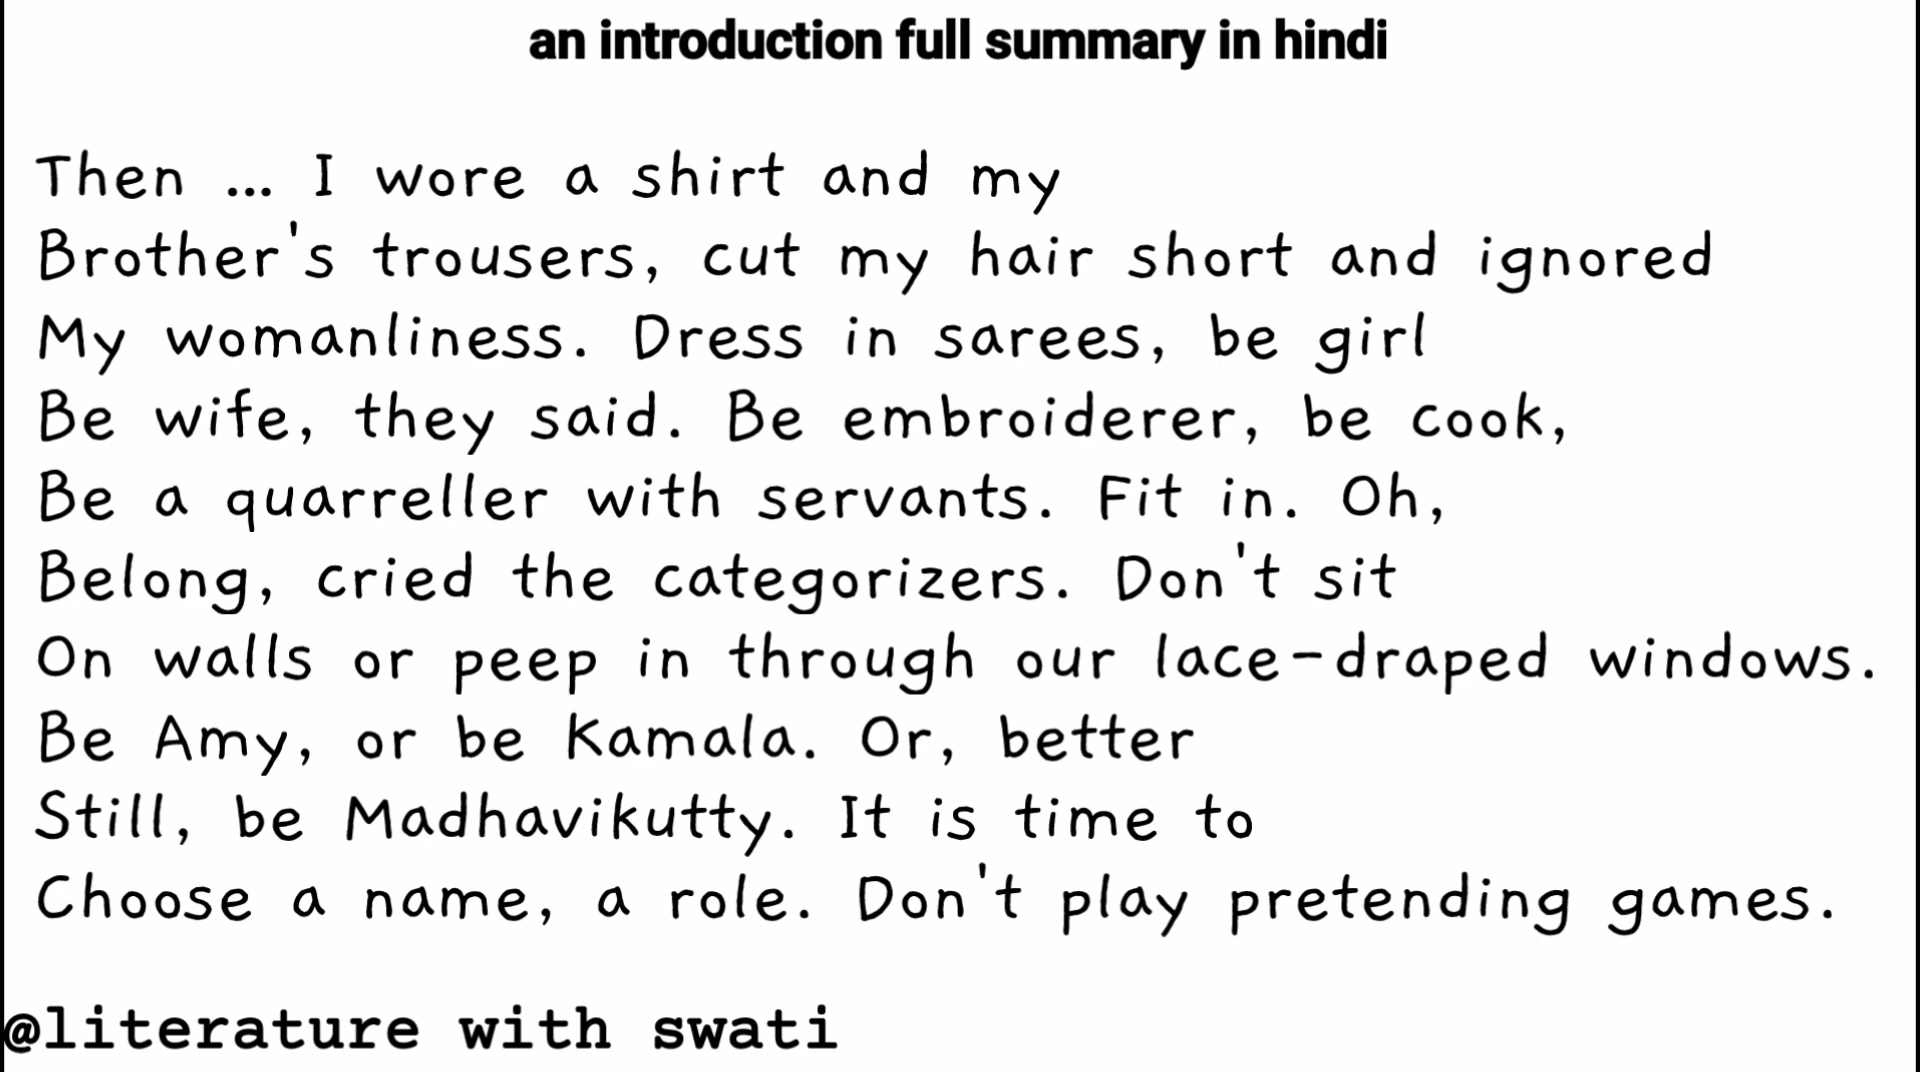 an introduction full summary in hindi
Then ... I wore a shirt and my
Brother's trousers, cut my hair short and ignored
My womanliness. Dress in sarees, be girl
Be wife, they said. Be embroiderer, be cook,
Be a quarreller with servants. Fit in. Oh,
Belong, cried the categorizers. Don't sit
On walls or peep in through our lace-draped windows.
Be Amy, or be Kamala. Or, better
Still, be Madhavikutty. It is time to
Choose a name, a role. Don't play pretending games.
@literature with swati